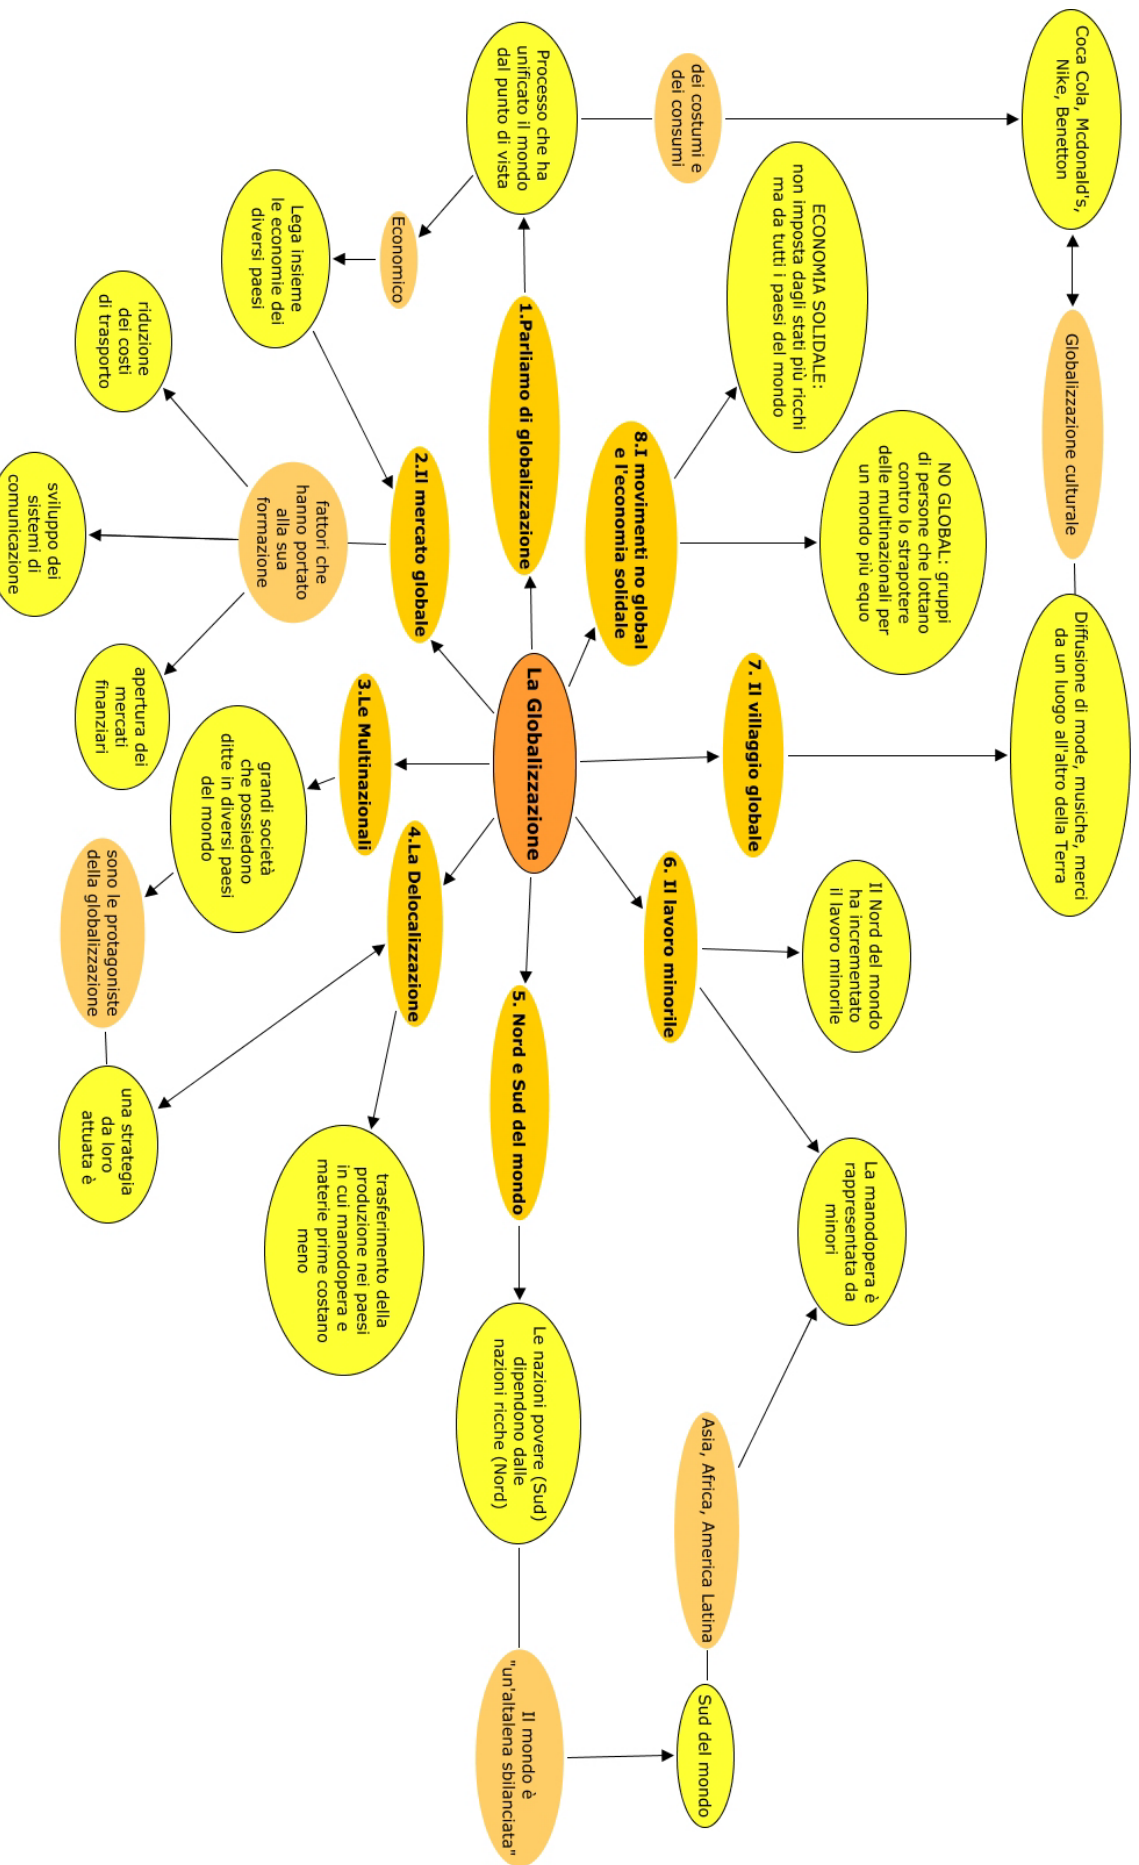 Coca Cola, Mcdonald's,
Nike, Benetton
Globalizzazione culturale
Diffusione di mode, musiche, merci
da un luogo all'altro della Terra
dei costumi e
dei consumi
Processo che ha
unificato il mondo
dal punto di vista
Economico
Lega insieme
le economie dei
diversi paesi
ECONOMIA SOLIDALE:
non imposta dagli stati più ricchi
ma da tutti i paesi del mondo
NO GLOBAL: gruppi
di persone che lottano
contro lo strapotere
delle multinazionali per
un mondo più equo
8.I movimenti no global
e l'economia solidale
7. Il villaggio globale
Il Nord del mondo
ha incrementato
il lavoro minorile
La manodopera è
rappresentata da
minori
6. Il lavoro minorile
Asia, Africa, America Latina
Sud del mondo
1.Parliamo di globalizzazione
La Globalizzazione
5. Nord e Sud del mondo
Le nazioni povere (Sud)
dipendono dalle
nazioni ricche (Nord)
Il mondo è
"un'altalena sbilanciata"
2.Il mercato globale
fattori che
hanno portato
alla sua
formazione
riduzione
dei costi
di trasporto
sviluppo dei
sistemi di
comunicazione
apertura dei
mercati
finanziari
3.Le Multinazionali
grandi società
che possiedono
ditte in diversi paesi
del mondo
sono le protagoniste
della globalizzazione
una strategia
da loro
attuata è
4.La Delocalizzazione
trasferimento della
produzione nei paesi
in cui manodopera e
materie prime costano
meno